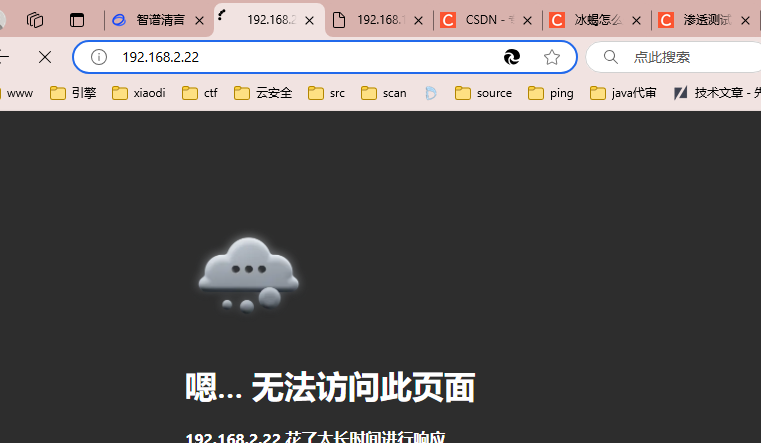 智谱清言
192.168.2
192.168.1
CSDN - 专
冰蝎怎么
渗透测试
192.168.2.22
点此搜索
www 引擎 xiaodi ctf 云安全 src scan source ping java代审 技术文章 - 先
嗯... 无法访问此页面
192.168.2.22 花了太长时间进行响应